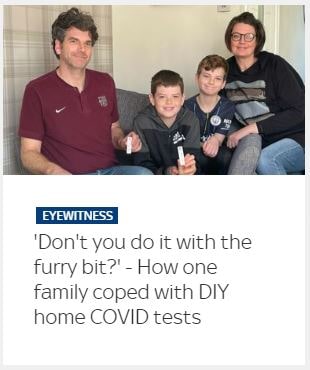 EYEWITNESS
'Don't you do it with the
furry bit?' - How one
family coped with DIY
home COVID tests